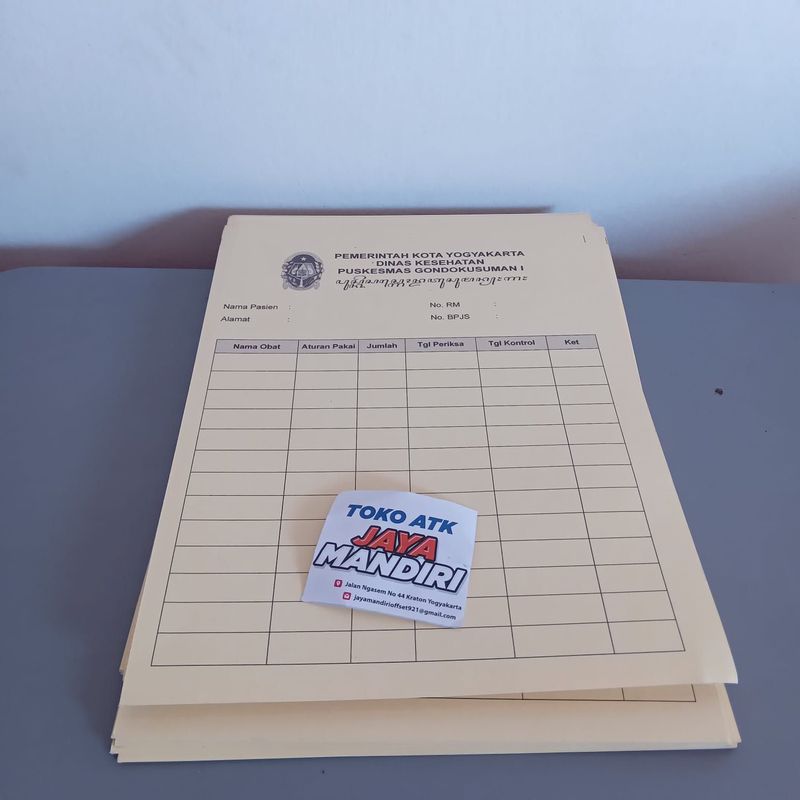 PEMERINTAH KOTA YOGYAKARTA
DINAS KESEHATAN
PUSKESMAS GONDOKUSUMAN I
Nama Pasien :
No. RM :
Alamat :
No. BPJS :
Nama Obat Aturan Pakai Jumlah Tgl Periksa Tgl Kontrol Ket
TOKO ATK
JAYA
MANDIRI
Jalan Ngasem No 44 Kraton Yogyakarta
jayamandirioffset921@gmail.com